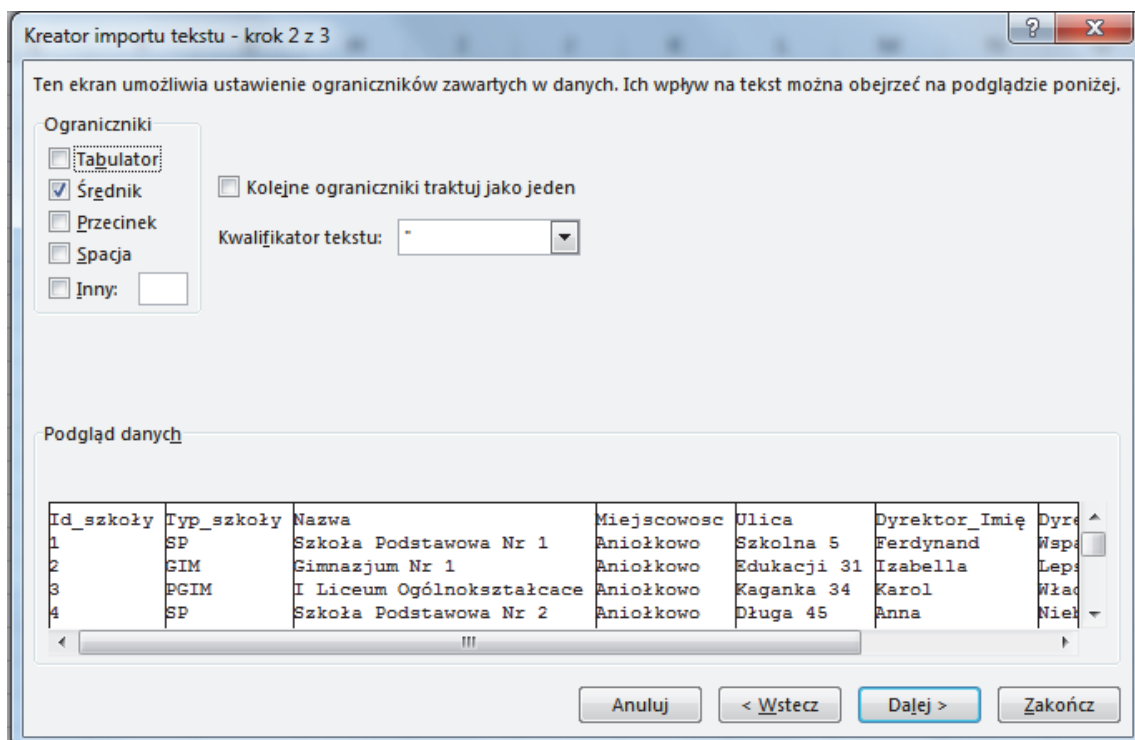 Kreator importu tekstu - krok 2 z 3
Ten ekran umożliwia ustawienie ograniczników zawartych w danych. Ich wpływ na tekst można obejrzeć na podglądzie poniżej.
Ograniczniki
Tabulator
Średnik
Przecinek
Spacja
Inny:
Kolejne ograniczniki traktuj jako jeden
Kwalifikator tekstu: "
Podgląd danych
Id_szkoły Typ_szkoły Nazwa Miejscowosc Ulica Dyrektor_Imię Dyre
1 SP Szkoła Podstawowa Nr 1 Aniołkowo Szkolna 5 Ferdynand Wspa
2 GIM Gimnazjum Nr 1 Aniołkowo Edukacji 31 Izabella Leps
3 PGIM I Liceum Ogólnokształcace Aniołkowo Kaganka 34 Karol Wład
4 SP Szkoła Podstawowa Nr 2 Aniołkowo Długa 45 Anna
Anuluj < Wstecz Dalej > Zakończ